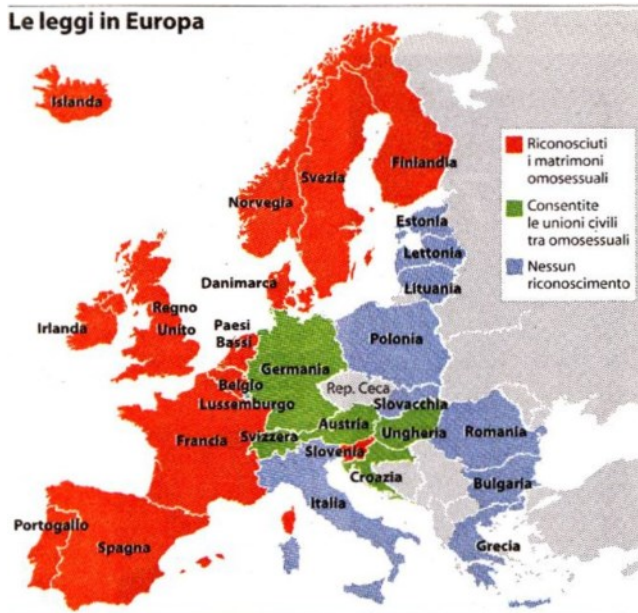 Le leggi in Europa
Islanda
Riconosciuti
i matrimoni
omosessuali
Consentite
le unioni civili
tra omosessuali
Nessun
riconoscimento
Finlandia
Svezia
Norvegia
Estonia
Lettonia
Lituania
Danimarca
Regno
Unito
Irlanda
Paesi
Bassi
Polonia
Germania
Belgio
Rep. Ceca
Lussemburgo
Slovacchia
Austria
Francia
Svizzera
Ungheria
Romania
Slovenia
Croazia
Italia
Bulgaria
Portogallo
Spagna
Grecia